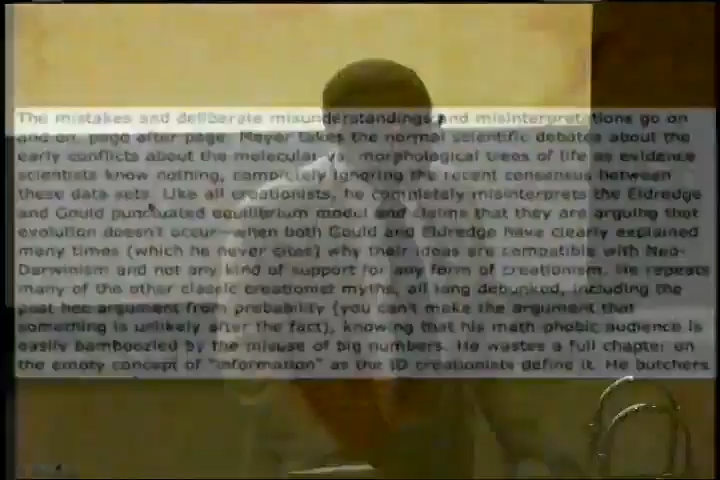 The mistakes and deliberate misunderstandings and misinterpretations go on
and on, page after page. Meyer takes the normal scientific debates about the
early conflicts about the molecular vs. morphological trees of life as evidence
scientists know nothing, completely ignoring the recent consensus between
these data sets. Like all creationists, he completely misinterprets the Eldredge
and Gould punctuated equilibrium model and claims that they are arguing that
evolution doesn't occur—when both Gould and Eldredge have clearly explained
many times (which he never cites) why their ideas are compatible with Neo-
Darwinism and not any kind of support for any form of creationism. He repeats
many of the other classic creationist myths, all long debunked, including the
post hoc argument from probability (you can't make the argument that
something is unlikely after the fact), knowing that his math phobic audience is
easily bamboozled by the misuse of big numbers. He wastes a full chapter on
the empty concept of "information" as the ID creationists define it. He butchers